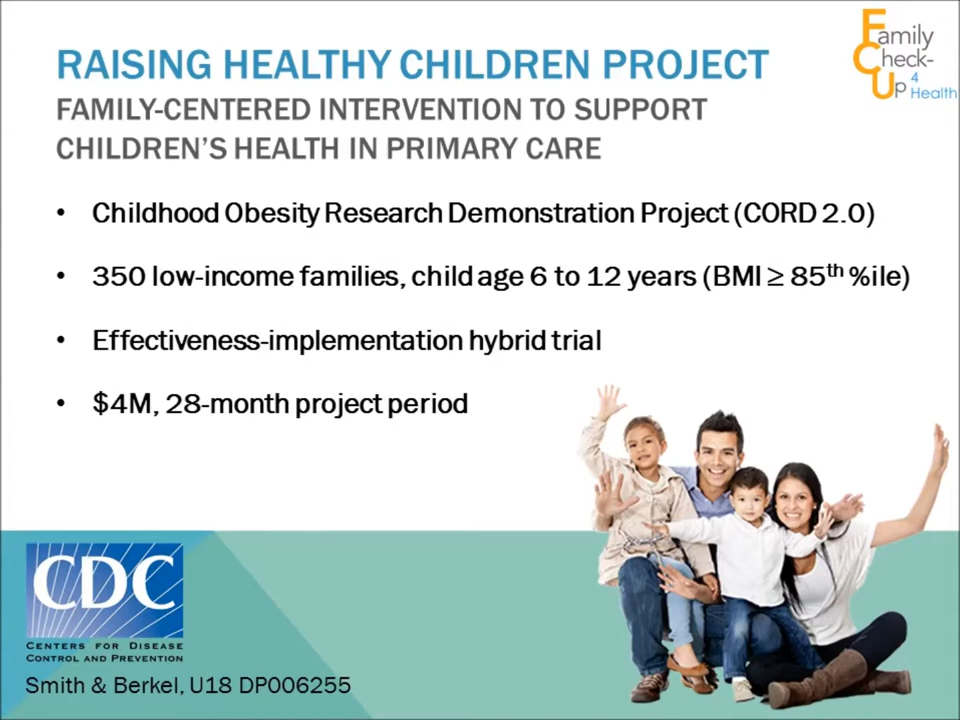 RAISING HEALTHY CHILDREN PROJECT
FAMILY-CENTERED INTERVENTION TO SUPPORT
CHILDREN'S HEALTH IN PRIMARY CARE
Family
Check-
Up
4
Health
• Childhood Obesity Research Demonstration Project (CORD 2.0)
• 350 low-income families, child age 6 to 12 years (BMI ≥ 85th %ile)
• Effectiveness-implementation hybrid trial
• $4M, 28-month project period
CDC
CENTERS FOR DISEASE
CONTROL AND PREVENTION
Smith & Berkel, U18 DP006255